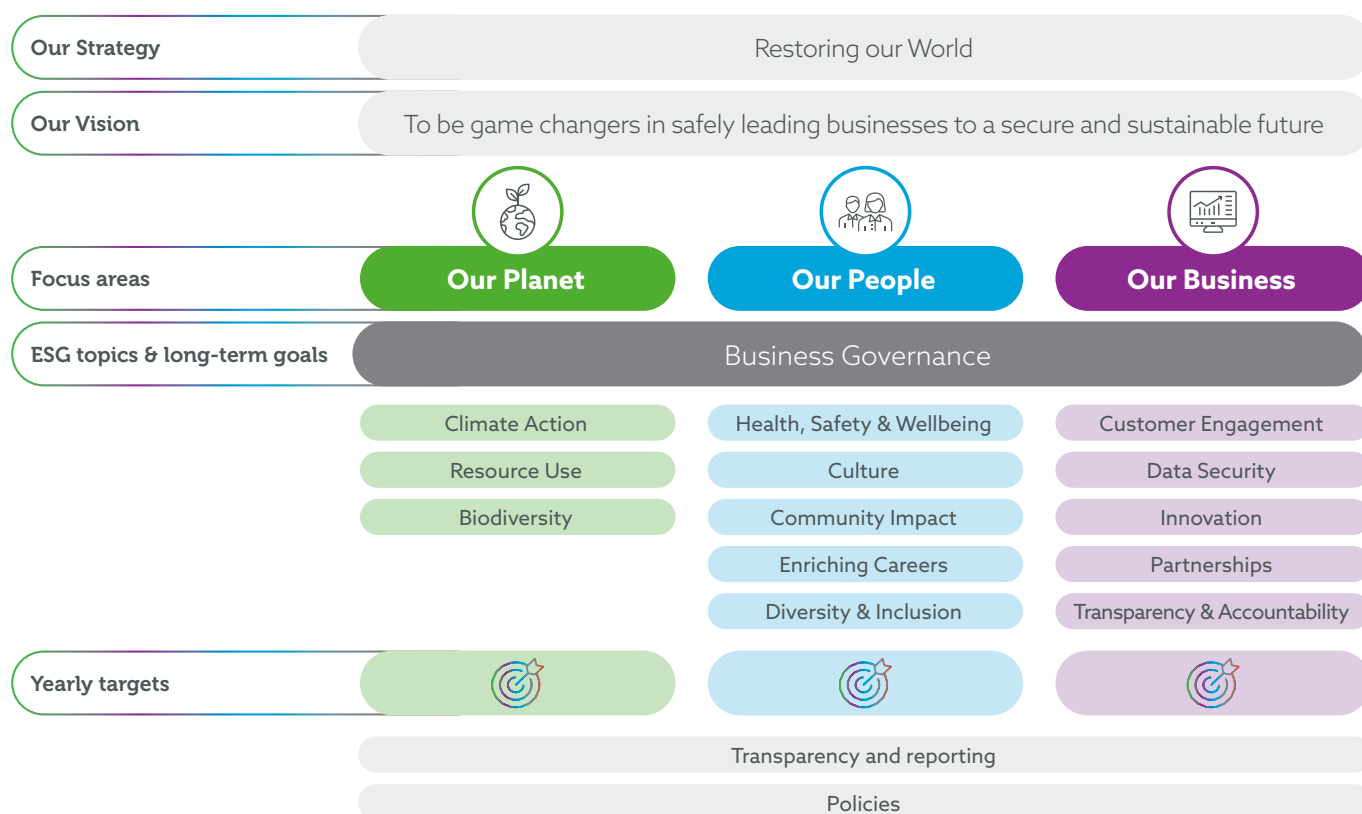 Our Strategy
Restoring our World
Our Vision
To be game changers in safely leading businesses to a secure and sustainable future
Focus areas
Our Planet
Our People
Our Business
ESG topics & long-term goals
Business Governance
Climate Action
Health, Safety & Wellbeing
Customer Engagement
Resource Use
Culture
Data Security
Biodiversity
Community Impact
Innovation
Enriching Careers
Partnerships
Diversity & Inclusion
Transparency & Accountability
Yearly targets
Transparency and reporting
Policies